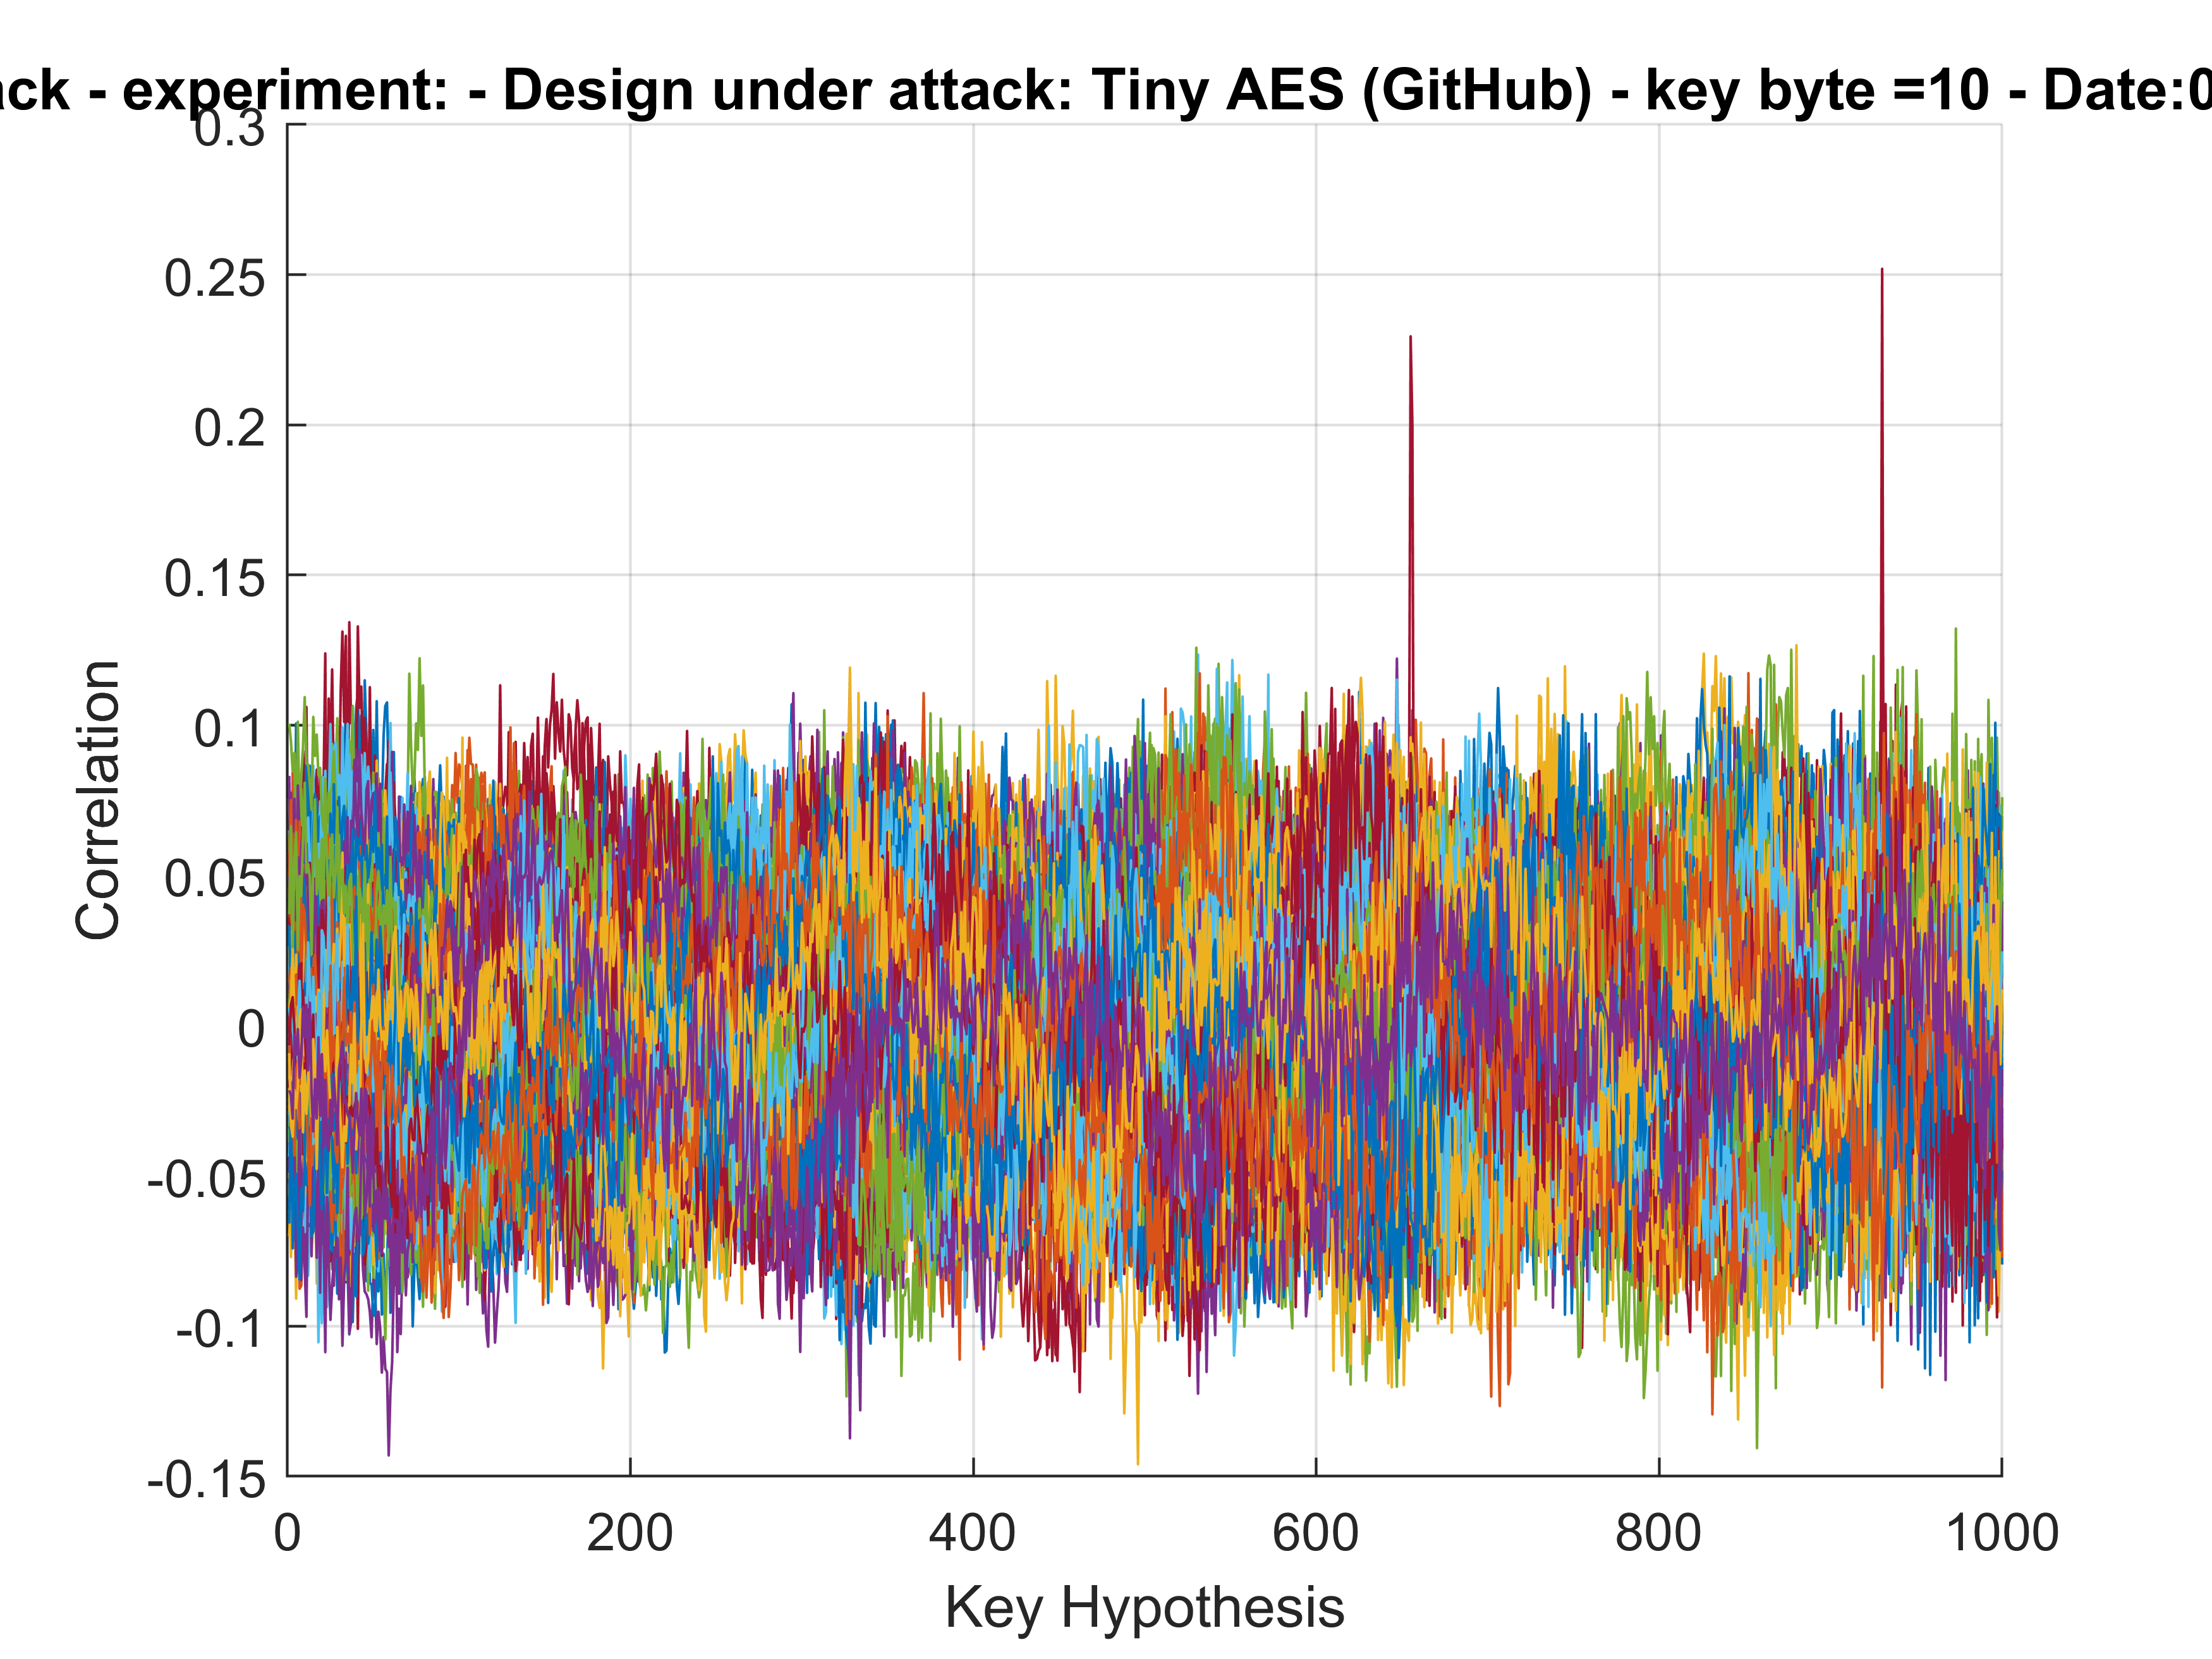 ck - experiment: - Design under attack: Tiny AES (GitHub) - key byte =10 - Date:0
0.3
0.25
0.2
0.15
0.1
0.05
0
-0.05
-0.1
-0.15
Correlation
0 200 400 600 800 1000
Key Hypothesis